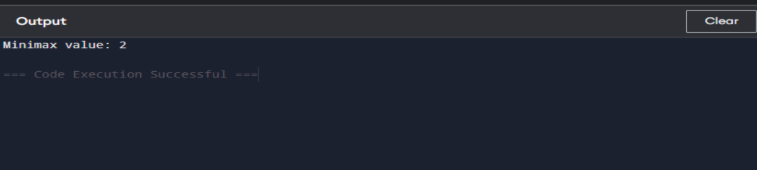 Output
Clear
Minimax value: 2
=== Code Execution Successful ===